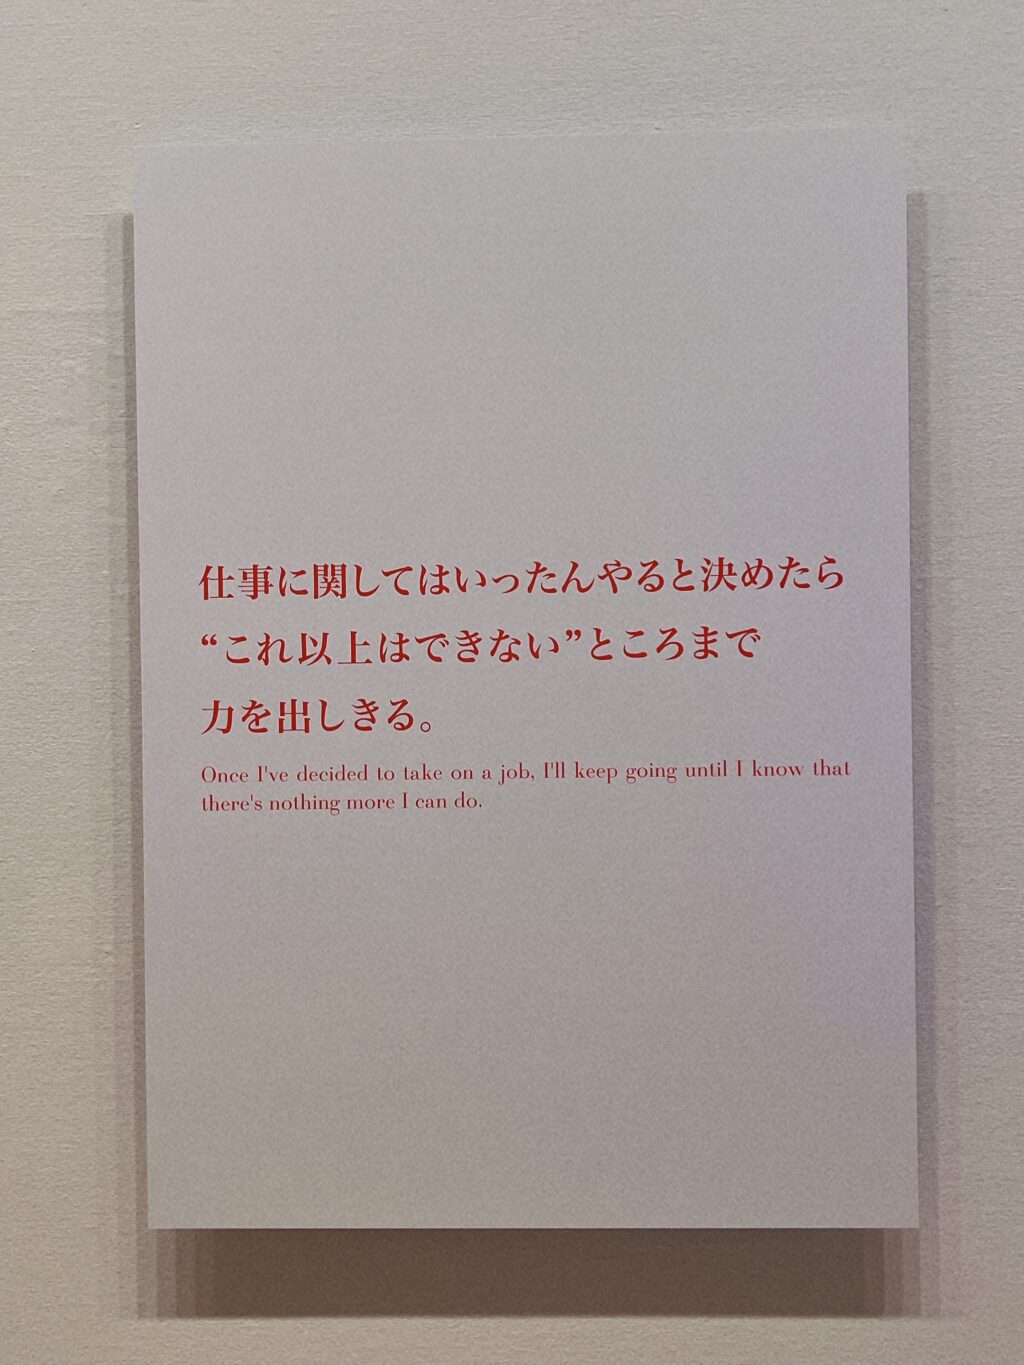 仕事に関してはいったんやると決めたら
“これ以上はできない”ところまで
力を出しきる。
Once I've decided to take on a job, I'll keep going until I know that
there's nothing more I can do.